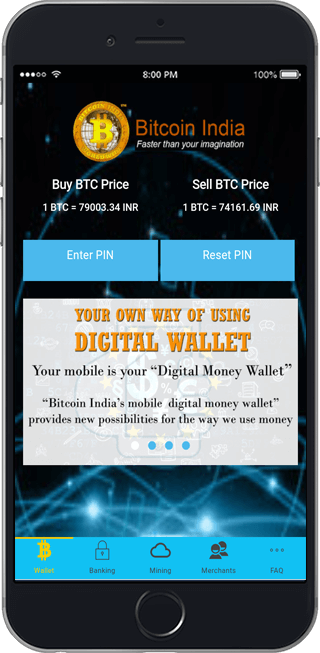 8:00 PM
100%
Bitcoin India
Faster than your imagination
Buy BTC Price
Sell BTC Price
1 BTC = 79003.34 INR
1 BTC = 74161.69 INR
Enter PIN
Reset PIN
YOUR OWN WAY OF USING
DIGITAL WALLET
Your mobile is your “Digital Money Wallet”
“Bitcoin India's mobile digital money wallet”
provides new possibilities for the way we use money
Wallet
Banking
Mining
Merchants
FAQ